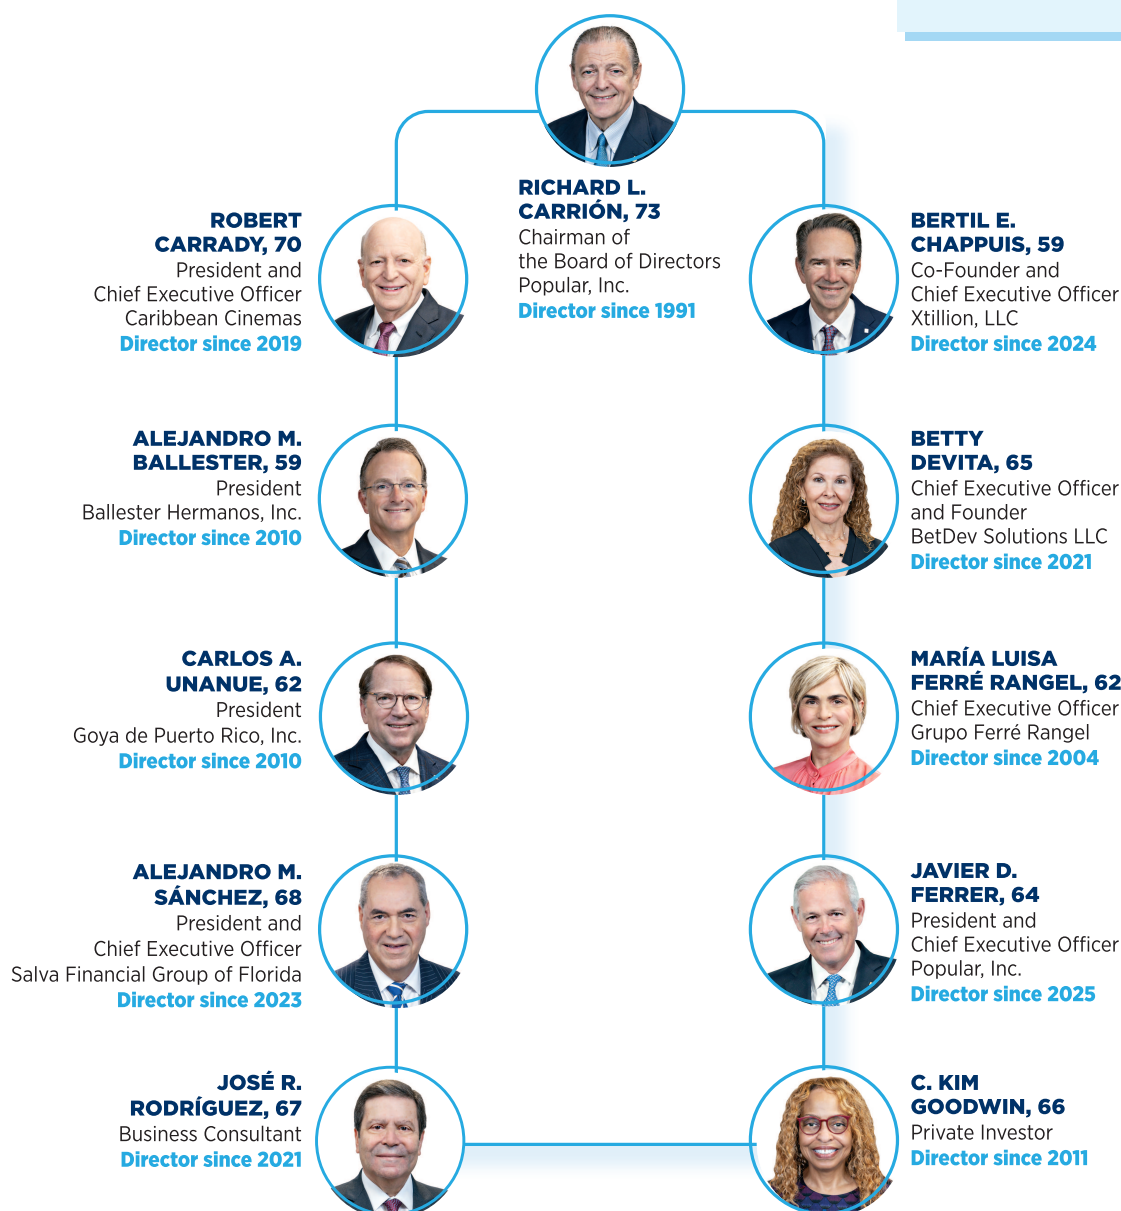 RICHARD L.
CARRIÓN, 73
Chairman of
the Board of Directors
Popular, Inc.
Director since 1991
ROBERT
CARRADY, 70
President and
Chief Executive Officer
Caribbean Cinemas
Director since 2019
BERTIL E.
CHAPPUIS, 59
Co-Founder and
Chief Executive Officer
Xtillion, LLC
Director since 2024
ALEJANDRO M.
BALLESTER, 59
President
Ballester Hermanos, Inc.
Director since 2010
BETTY
DEVITA, 65
Chief Executive Officer
and Founder
BetDev Solutions LLC
Director since 2021
CARLOS A.
UNANUE, 62
President
Goya de Puerto Rico, Inc.
Director since 2010
MARÍA LUISA
FERRÉ RANGEL, 62
Chief Executive Officer
Grupo Ferré Rangel
Director since 2004
ALEJANDRO M.
SÁNCHEZ, 68
President and
Chief Executive Officer
Salva Financial Group of Florida
Director since 2023
JAVIER D.
FERRER, 64
President and
Chief Executive Officer
Popular, Inc.
Director since 2025
JOSÉ R.
RODRÍGUEZ, 67
Business Consultant
Director since 2021
C. KIM
GOODWIN, 66
Private Investor
Director since 2011